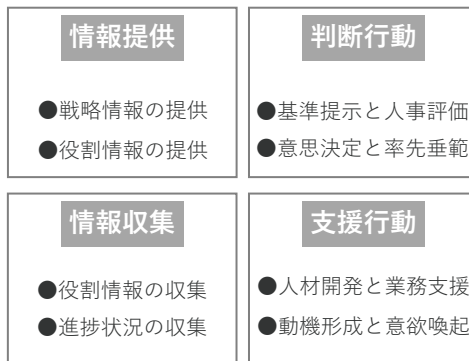 情報提供
●戦略情報の提供
●役割情報の提供
判断行動
●基準提示と人事評価
●意思決定と率先垂範
情報収集
●役割情報の収集
●進捗状況の収集
支援行動
●人材開発と業務支援
●動機形成と意欲喚起